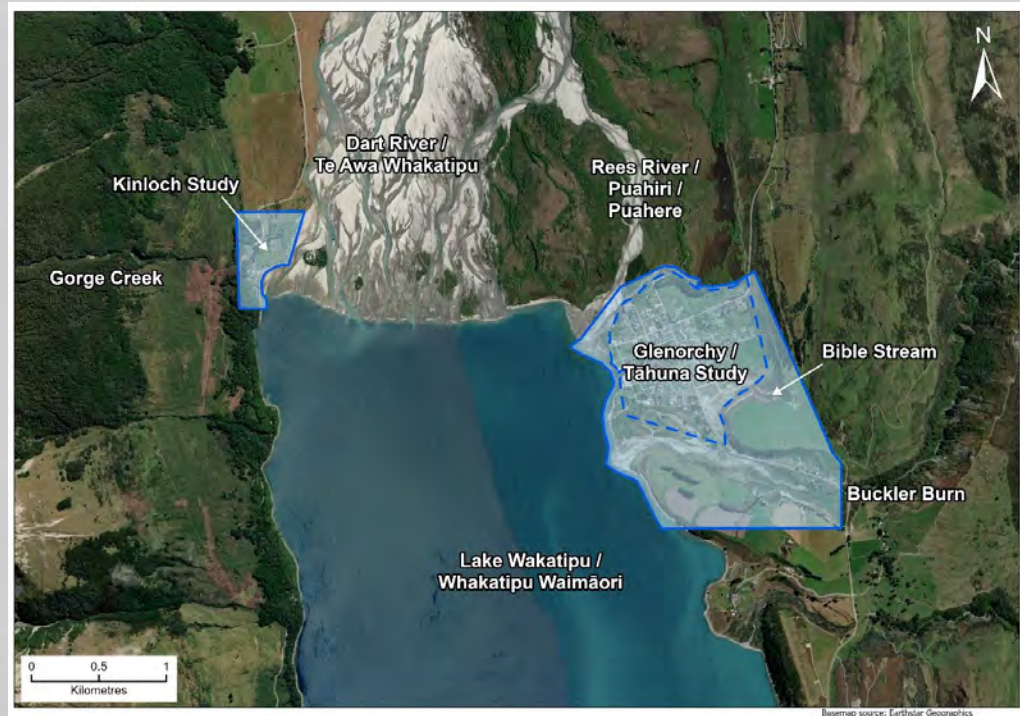 N
Dart River /
Te Awa Whakatipu
Rees River /
Puahiri /
Puahere
Kinloch Study
Gorge Creek
Glenorchy /
Tāhuna Study
Bible Stream
Buckler Burn
Lake Wakatipu /
Whakatipu Waimāori
0 0.5 1
Kilometres
Basemap source: Earthstar Geographics